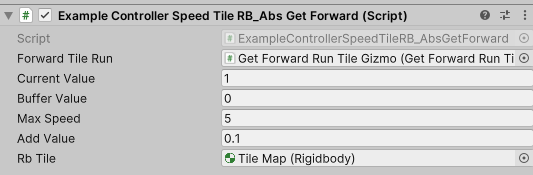 Example Controller Speed Tile RB_Abs Get Forward (Script)
Script ExampleControllerSpeedTileRB_AbsGetForward
Forward Tile Run Get Forward Run Tile Gizmo (Get Forward Run Ti
Current Value 1
Buffer Value 0
Max Speed 5
Add Value 0.1
Rb Tile Tile Map (Rigidbody)